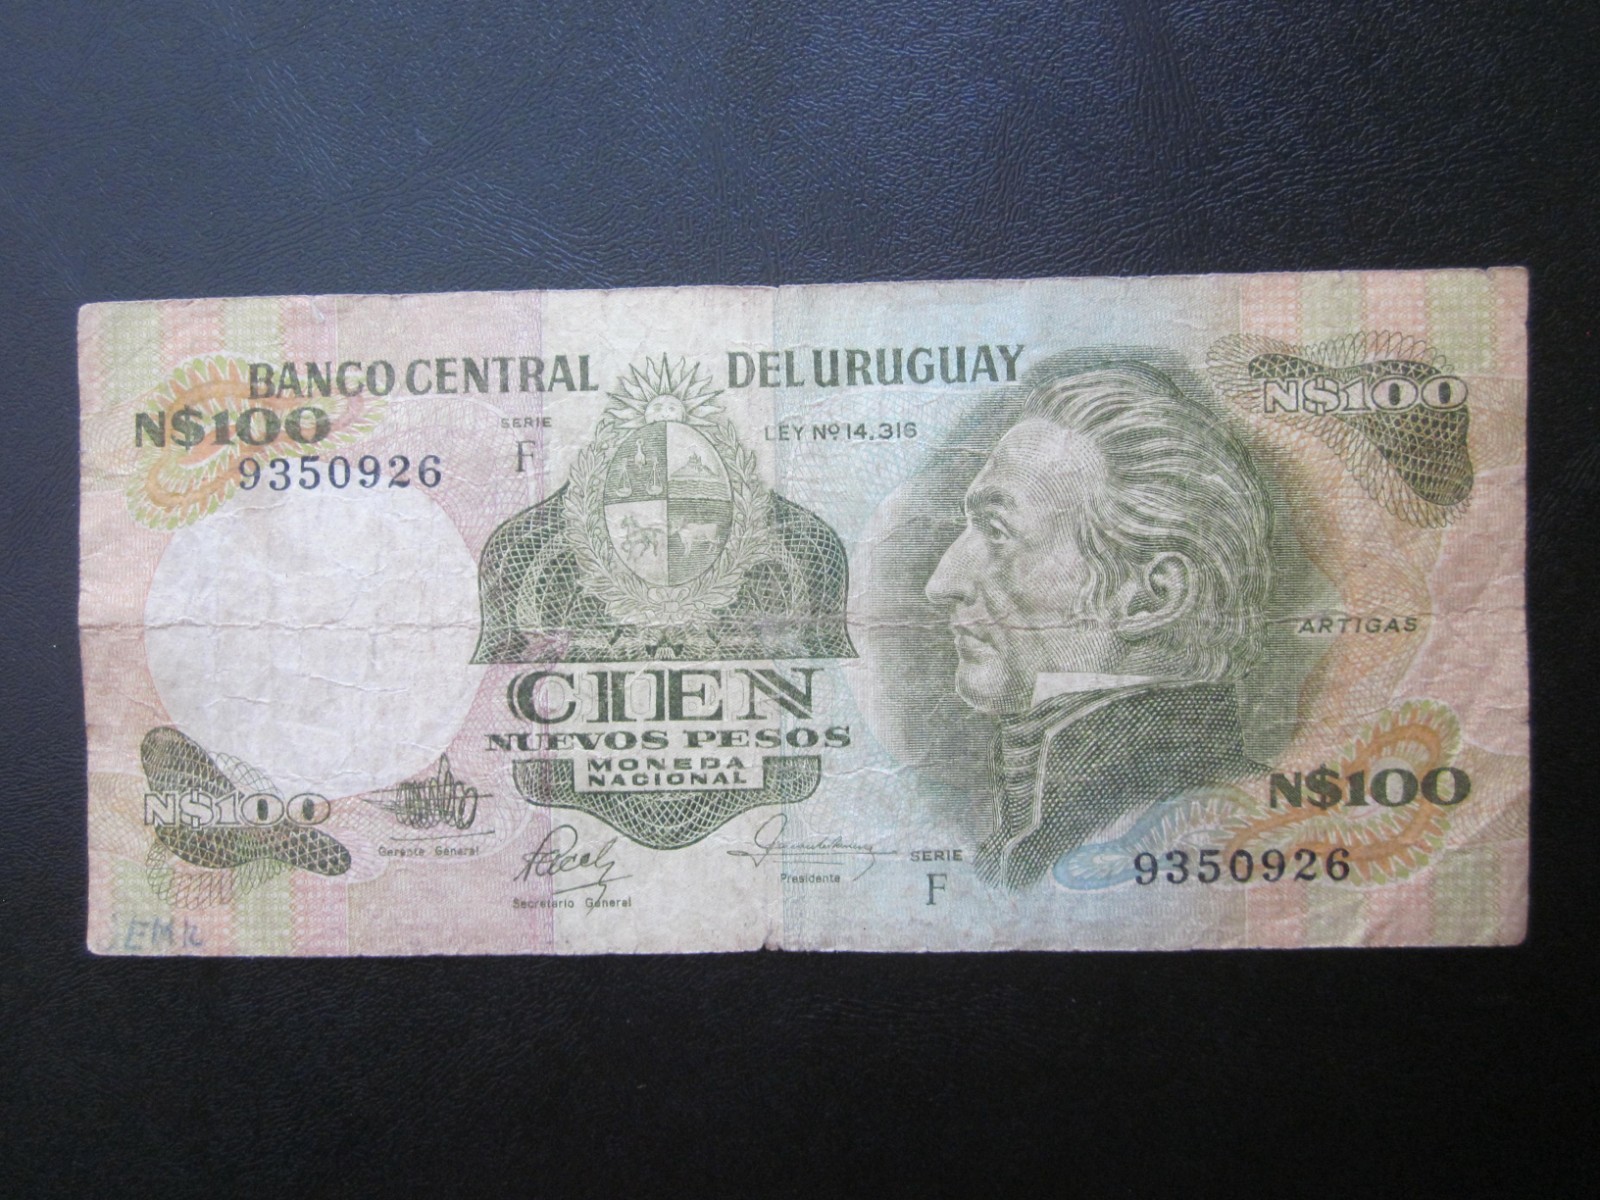 BANCO CENTRAL DEL URUGUAY
N$100
N$100
SERIE
F
LEY Nº 14.316
9350926
ARTIGAS
CIEN
NUEVOS PESOS
MONEDA
NACIONAL
N$100
N$100
Gerente General
Secretario General
Presidente
SERIE
F
9350926